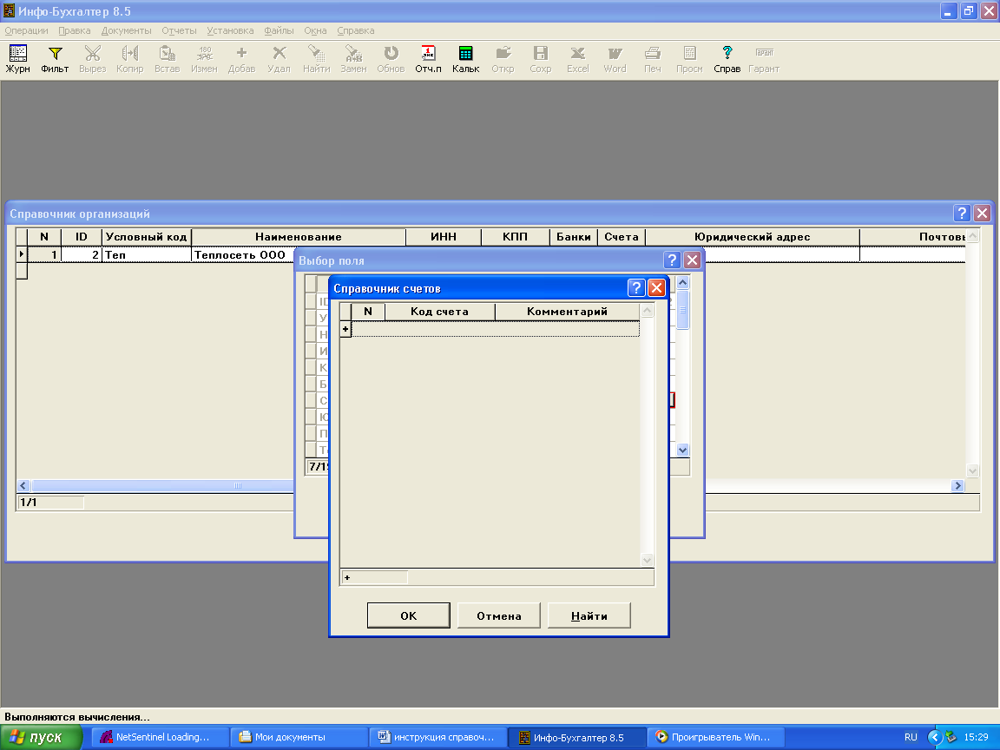 Инфо-Бухгалтер 8.5
Операции Правка Документы Отчеты Установка Файлы Окна Справка
Журн Фильт Вырез Копир Встав Измен Добав Удал Найти Замен Обнов Отч.п Кальк Откр Сохр Excel Word Печ Просм Справ Гарант
Справочник организаций
N ID Условный код Наименование ИНН КПП Банки Счета Юридический адрес Почтовы
1 2 Теп Теплосеть ООО
Выбор поля
Справочник счетов
N Код счета Комментарий
+
ID
У
Н
И
К
Б
С
Ю
П
Те
7/19
1/1
+
OK Отмена Найти
Выполняются вычисления...
пуск NetSentinel Loading... Мои документы инструкция справоч... Инфо-Бухгалтер 8.5 Проигрыватель Win... RU 15:29